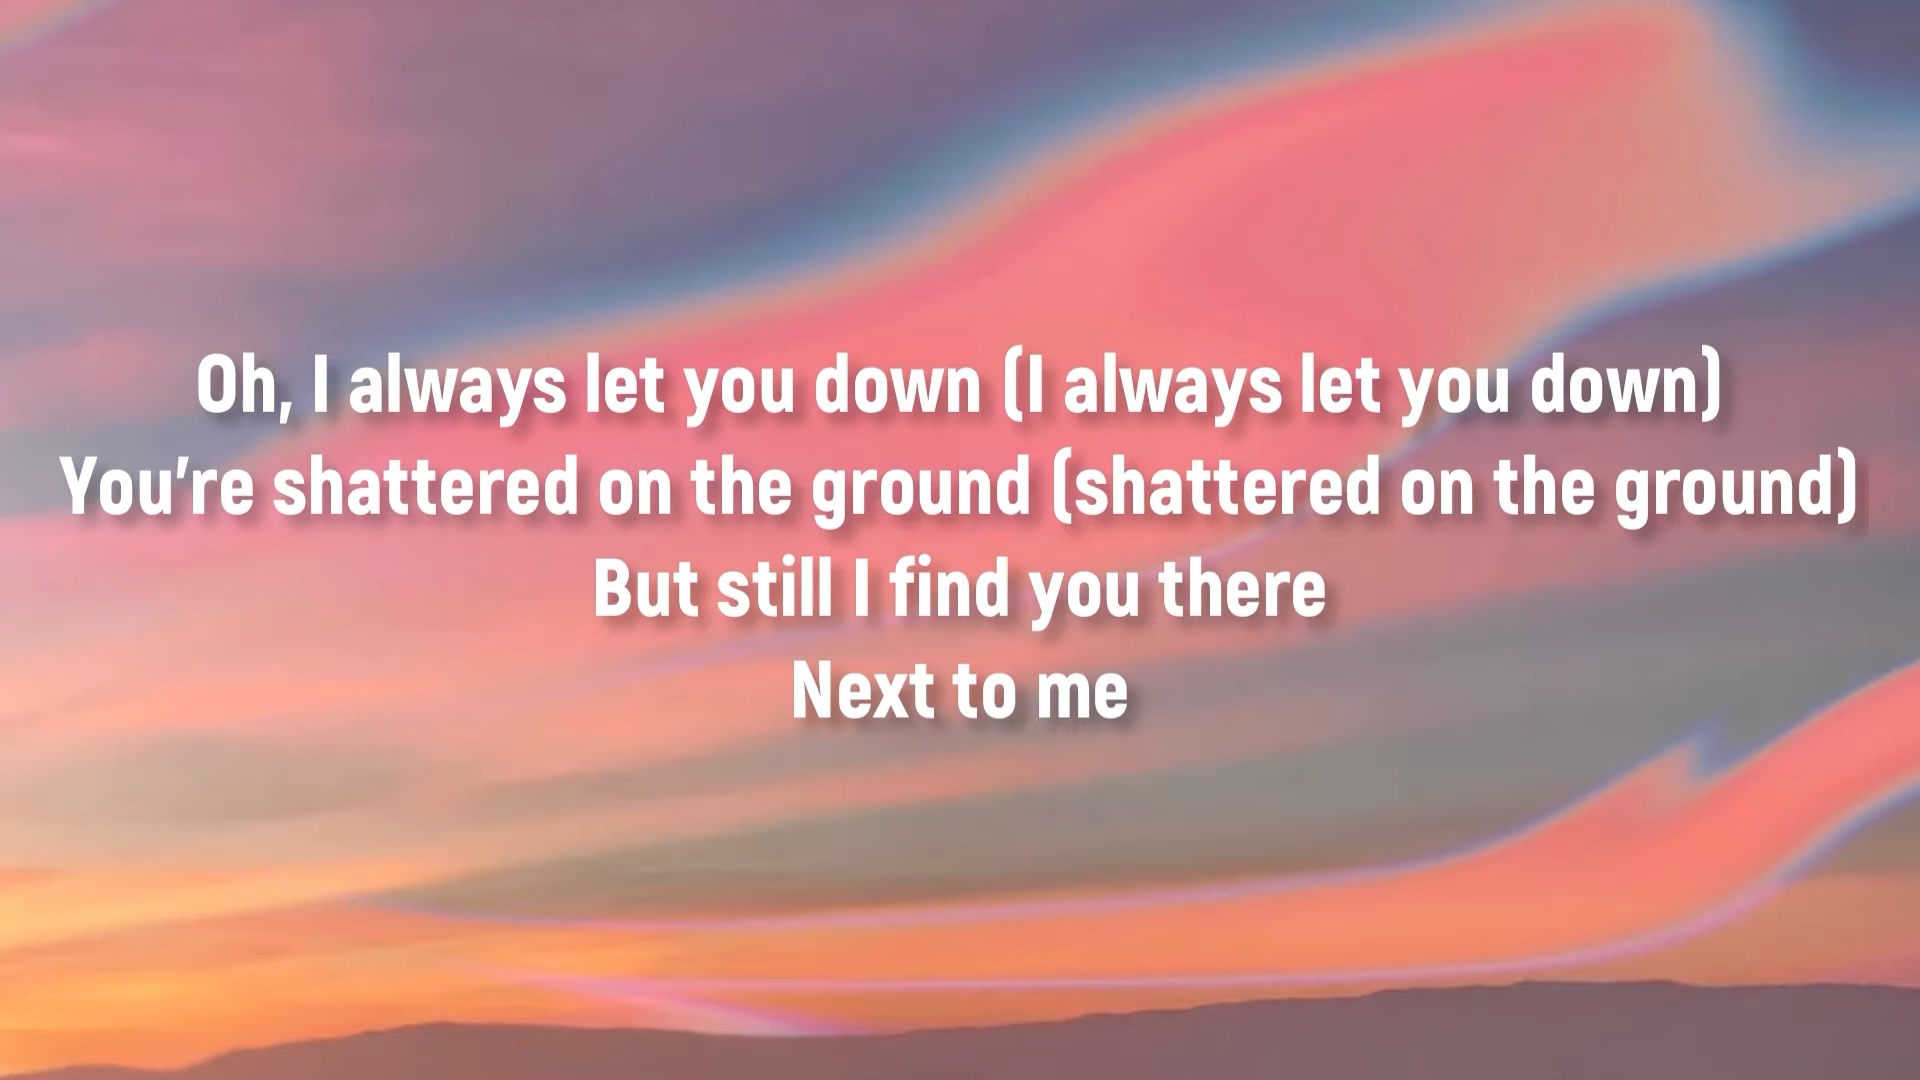 Oh, I always let you down (I always let you down)
You're shattered on the ground (shattered on the ground)
But still I find you there
Next to me